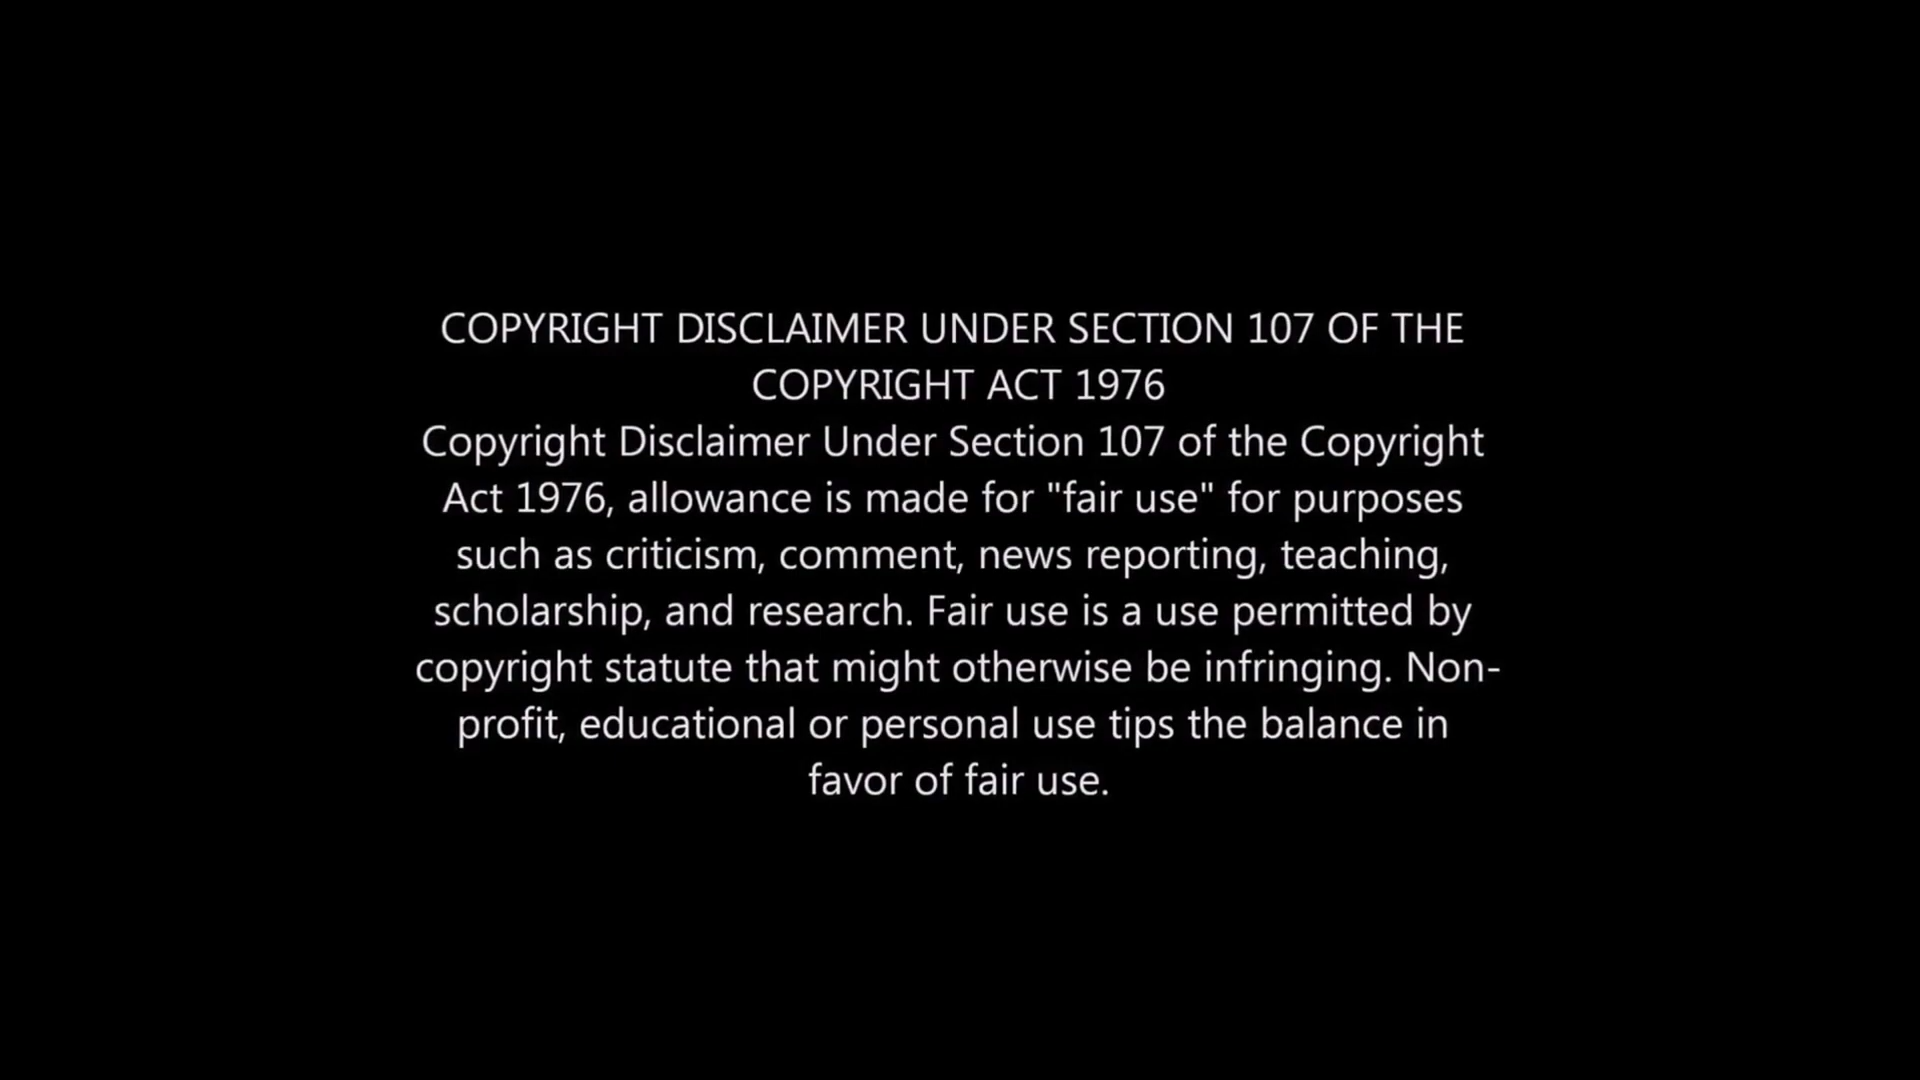 COPYRIGHT DISCLAIMER UNDER SECTION 107 OF THE
COPYRIGHT ACT 1976
Copyright Disclaimer Under Section 107 of the Copyright
Act 1976, allowance is made for "fair use" for purposes
such as criticism, comment, news reporting, teaching,
scholarship, and research. Fair use is a use permitted by
copyright statute that might otherwise be infringing. Non-
profit, educational or personal use tips the balance in
favor of fair use.